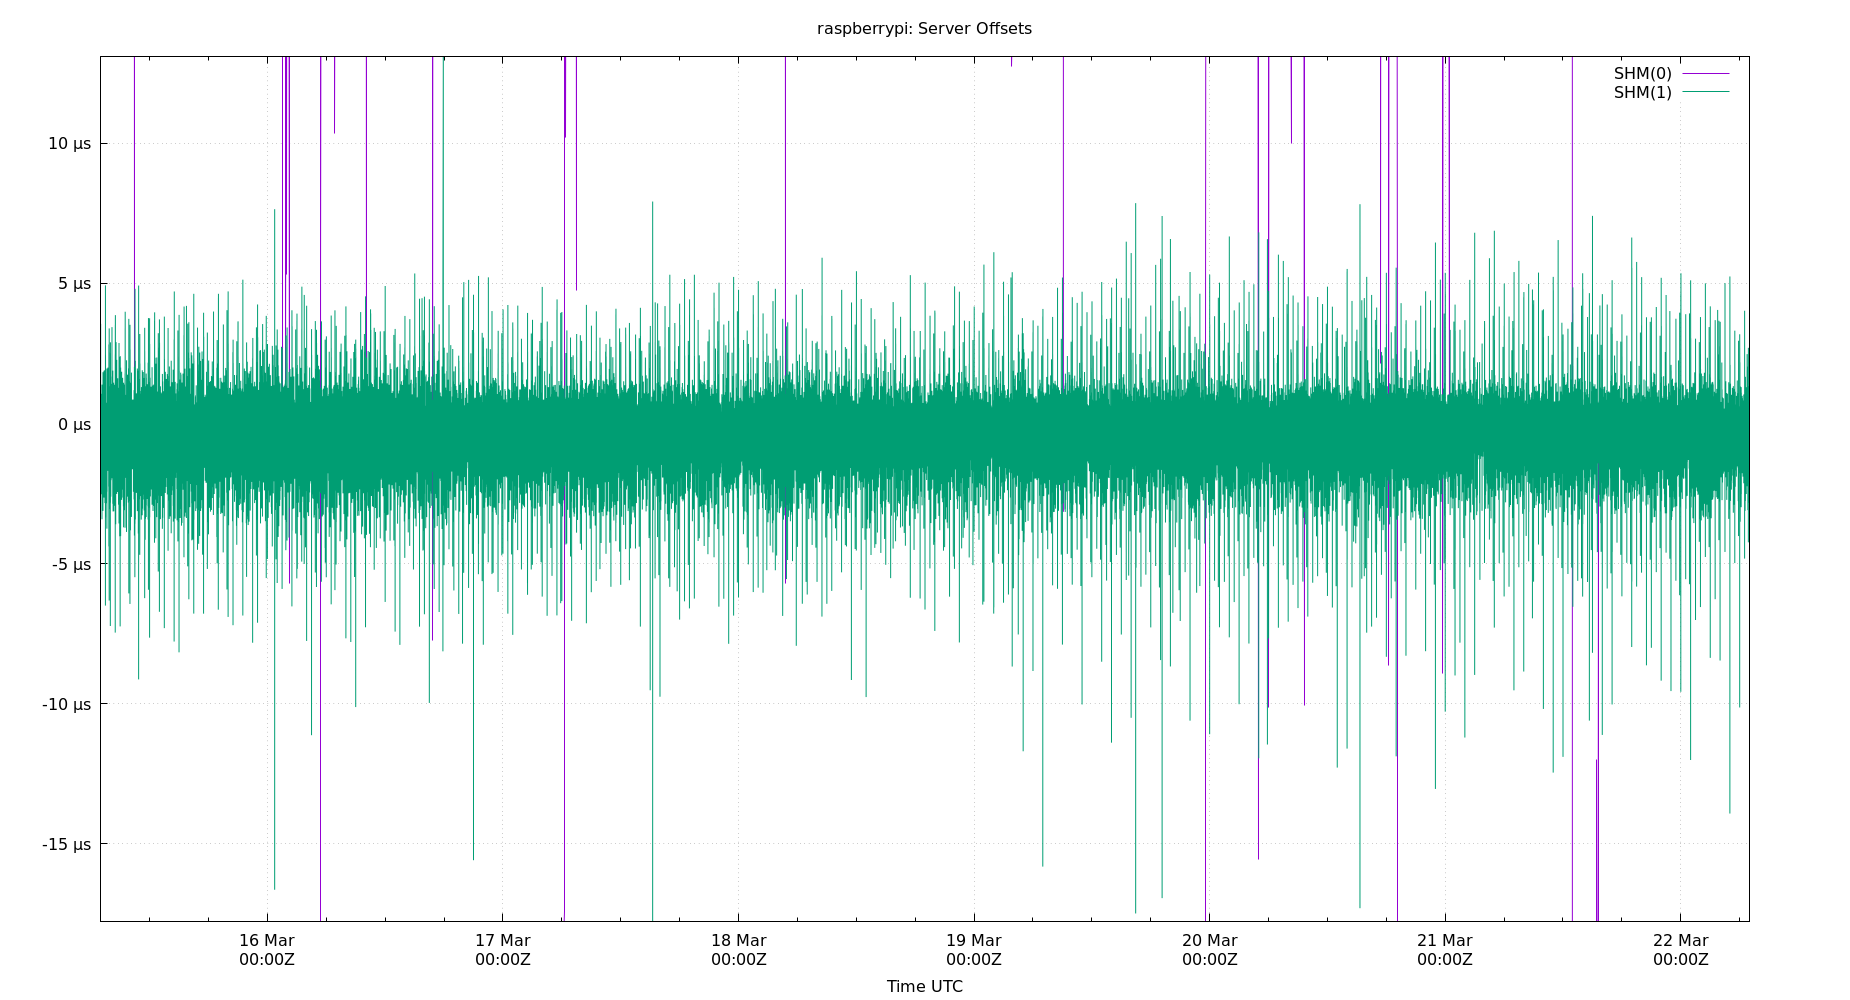 raspberrypi: Server Offsets
SHM(0)
SHM(1)
10 µs
5 µs
0 µs
-5 µs
-10 µs
-15 µs
16 Mar 17 Mar 18 Mar 19 Mar 20 Mar 21 Mar 22 Mar
00:00Z 00:00Z 00:00Z 00:00Z 00:00Z 00:00Z 00:00Z
Time UTC